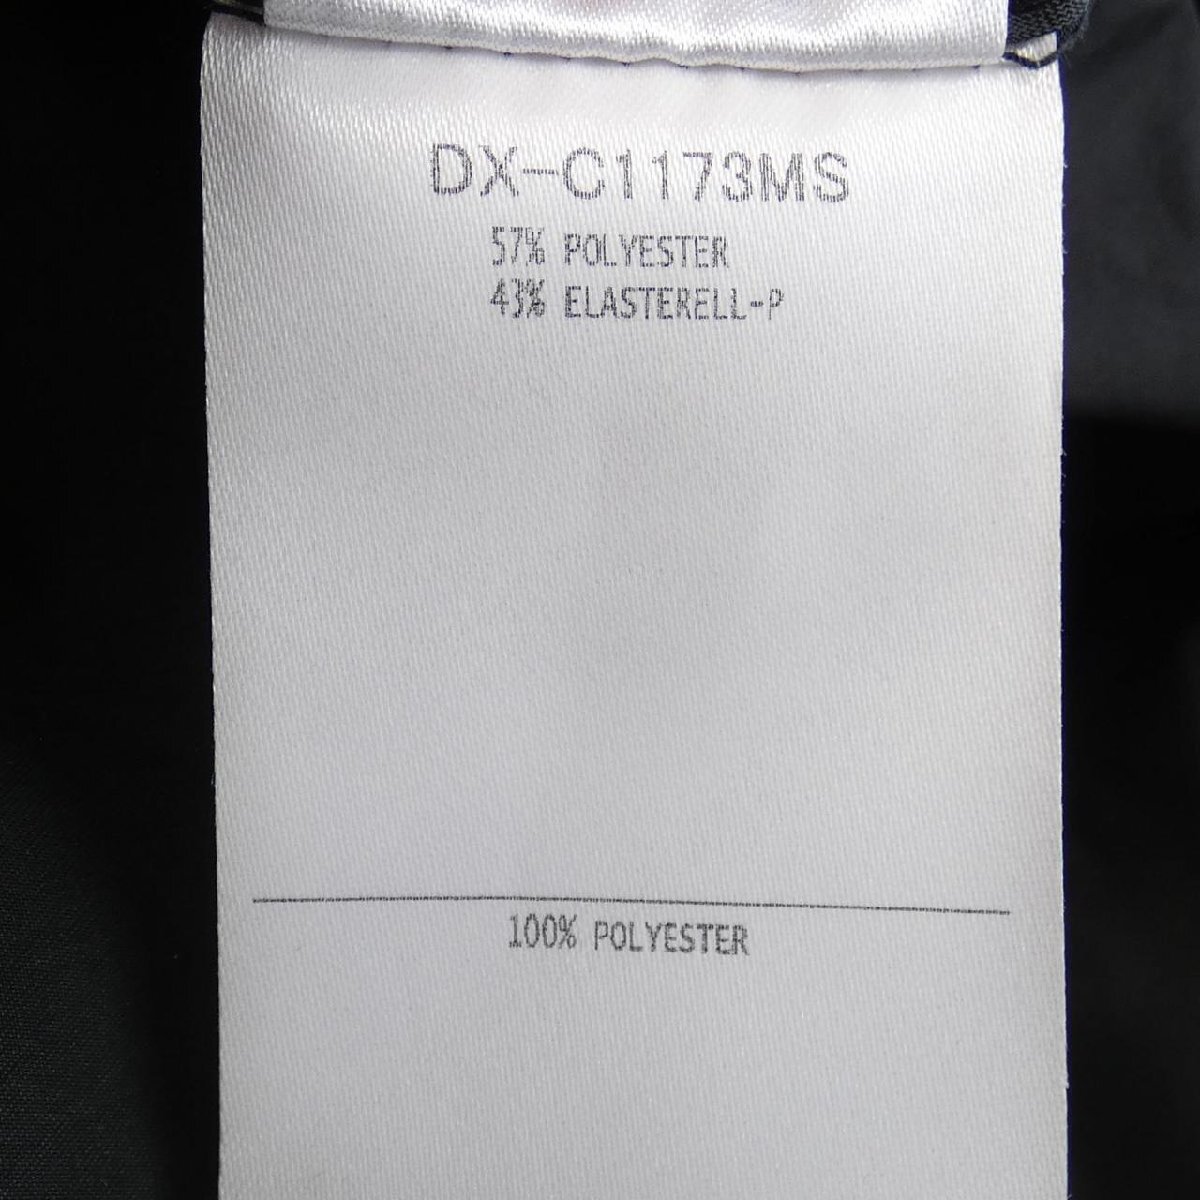 DX-C1173MS
57% POLYESTER
43% ELASTERELL-P
100% POLYESTER